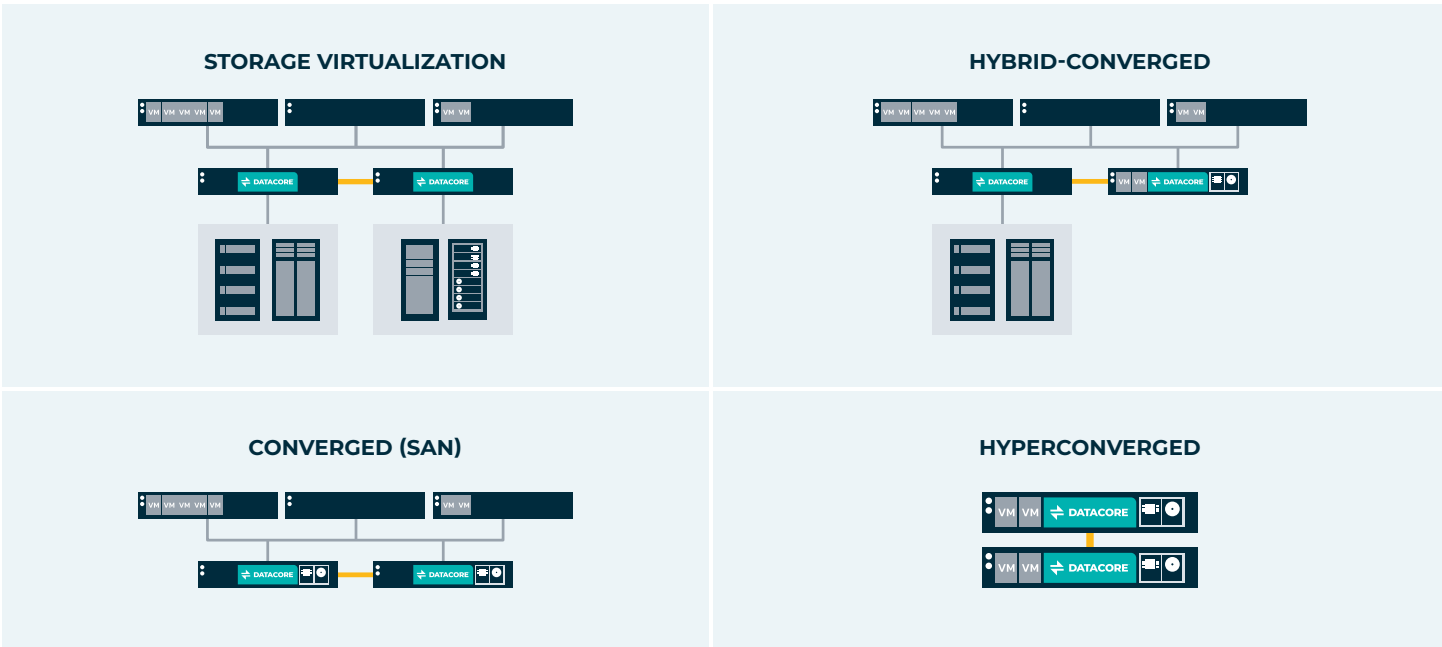 STORAGE VIRTUALIZATION
VM VM VM VM VM VM VM
DATACORE DATACORE
HYBRID-CONVERGED
VM VM VM VM VM VM VM
DATACORE VM VM DATACORE
CONVERGED (SAN)
VM VM VM VM VM VM VM
DATACORE DATACORE
HYPERCONVERGED
VM VM DATACORE
VM VM DATACORE